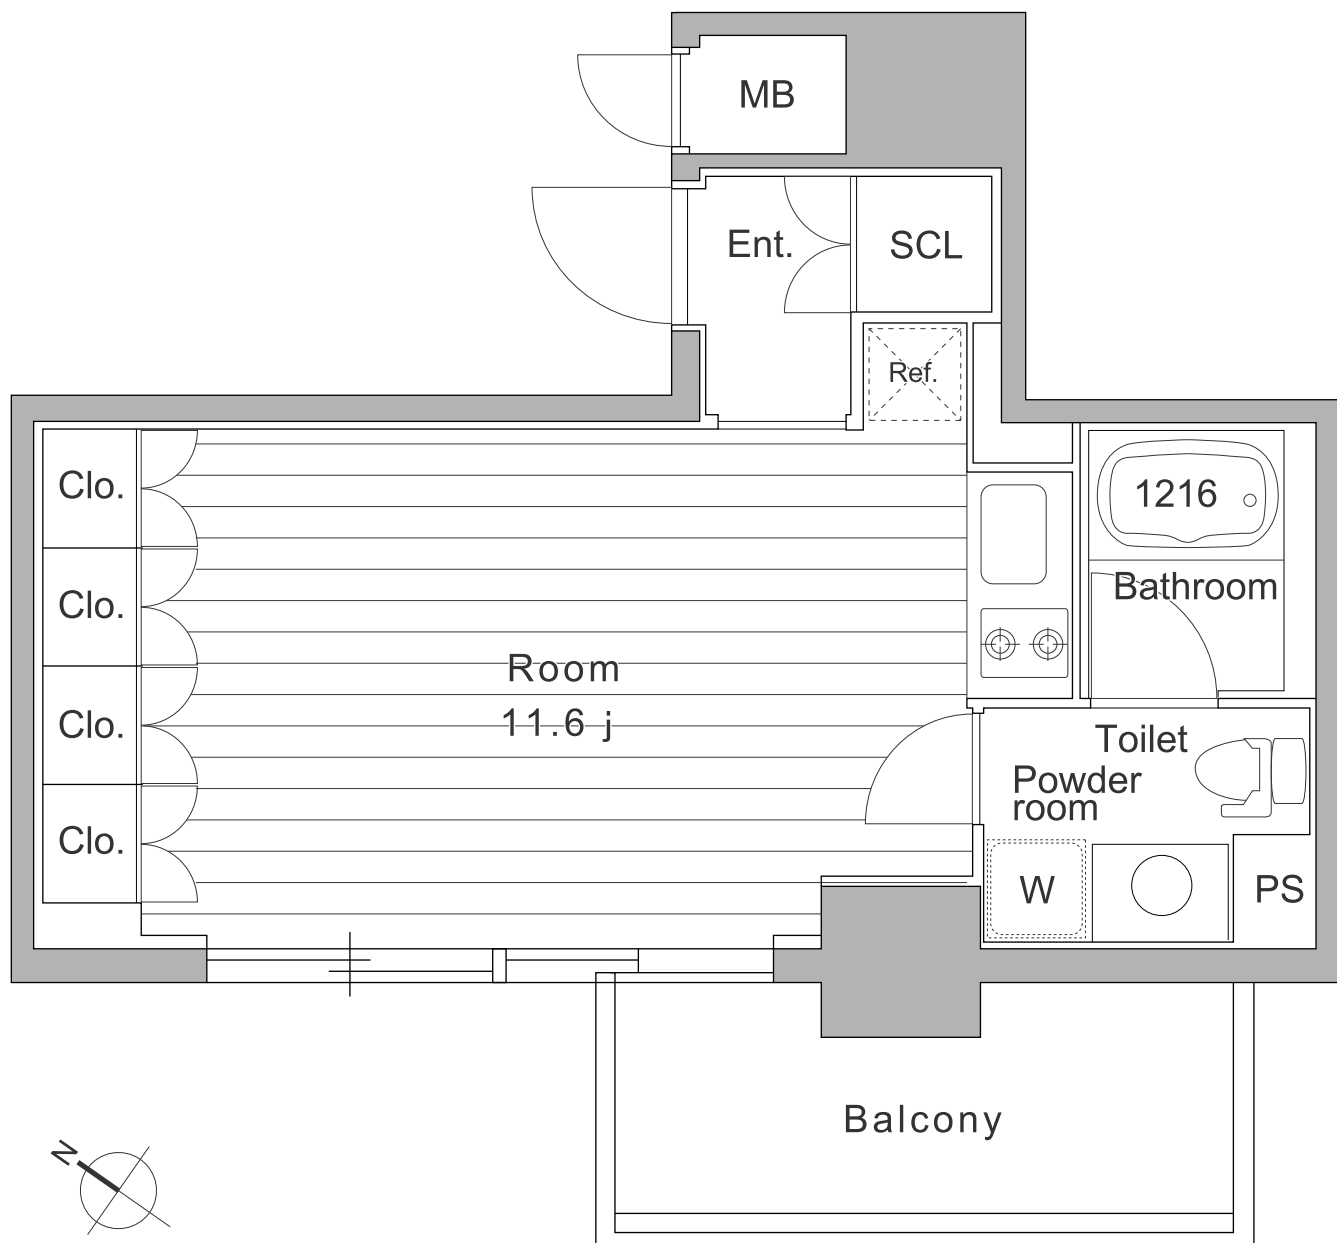 MB
Ent.
SCL
Ref.
Clo.
1216
Bathroom
Clo.
Room
11.6 j
Clo.
Toilet
Powder
room
Clo.
W
PS
Balcony
N